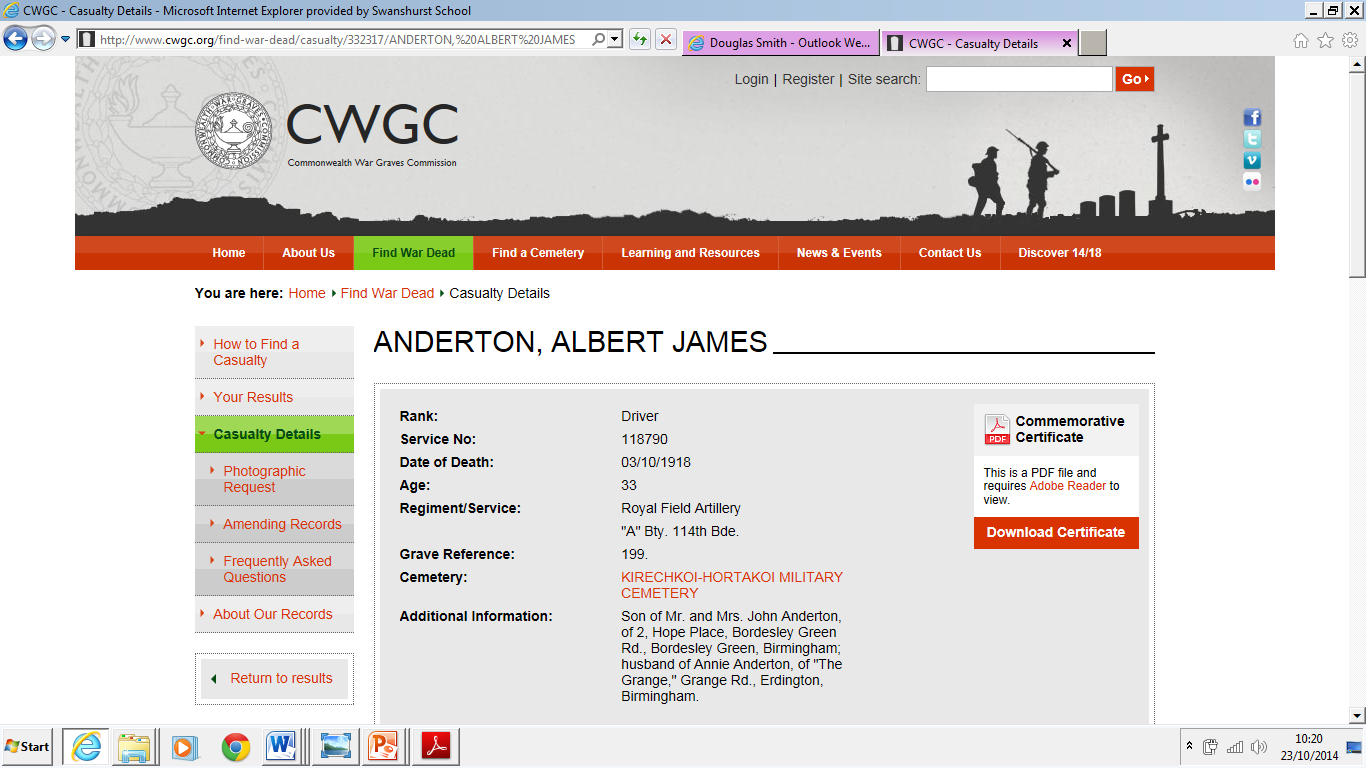 CWGC - Casualty Details - Microsoft Internet Explorer provided by Swanshurst School
http://www.cwgc.org/find-war-dead/casualty/332317/ANDERTON,%20ALBERT%20JAMES
Douglas Smith - Outlook We...
CWGC - Casualty Details
Login | Register | Site search:
Go
CWGC
Commonwealth War Graves Commission
Home
About Us
Find War Dead
Find a Cemetery
Learning and Resources
News & Events
Contact Us
Discover 14/18
You are here: Home Find War Dead Casualty Details
How to Find a
Casualty
Your Results
Casualty Details
Photographic
Request
Amending Records
Frequently Asked
Questions
About Our Records
Return to results
ANDERTON, ALBERT JAMES
Rank: Driver
Service No: 118790
Date of Death: 03/10/1918
Age: 33
Regiment/Service: Royal Field Artillery
"A" Bty. 114th Bde.
Grave Reference: 199.
Cemetery: KIRECHKOI-HORTAKOI MILITARY
CEMETERY
Additional Information: Son of Mr. and Mrs. John Anderton,
of 2, Hope Place, Bordesley Green
Rd., Bordesley Green, Birmingham;
husband of Annie Anderton, of "The
Grange," Grange Rd., Erdington,
Birmingham.
PDF
Commemorative
Certificate
This is a PDF file and
requires Adobe Reader to
view.
Download Certificate
Start
10:20
23/10/2014